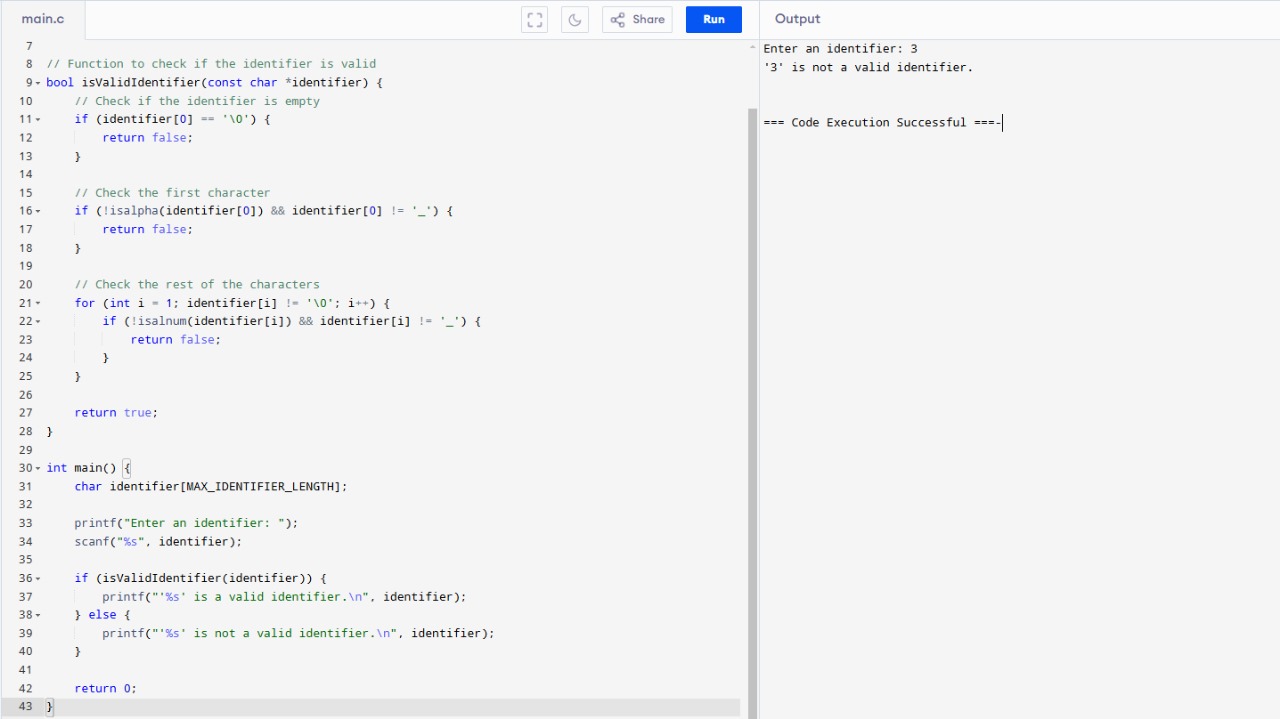 main.c
Share
Run
Output
7
8 // Function to check if the identifier is valid
9 bool isValidIdentifier(const char *identifier) {
10     // Check if the identifier is empty
11     if (identifier[0] == '\0') {
12         return false;
13     }
14
15     // Check the first character
16     if (!isalpha(identifier[0]) && identifier[0] != '_') {
17         return false;
18     }
19
20     // Check the rest of the characters
21     for (int i = 1; identifier[i] != '\0'; i++) {
22         if (!isalnum(identifier[i]) && identifier[i] != '_') {
23             return false;
24         }
25     }
26
27     return true;
28 }
29
30 int main() {
31     char identifier[MAX_IDENTIFIER_LENGTH];
32
33     printf("Enter an identifier: ");
34     scanf("%s", identifier);
35
36     if (isValidIdentifier(identifier)) {
37         printf("'%s' is a valid identifier.\n", identifier);
38     } else {
39         printf("'%s' is not a valid identifier.\n", identifier);
40     }
41
42     return 0;
43 }
Enter an identifier: 3
'3' is not a valid identifier.
=== Code Execution Successful ===-